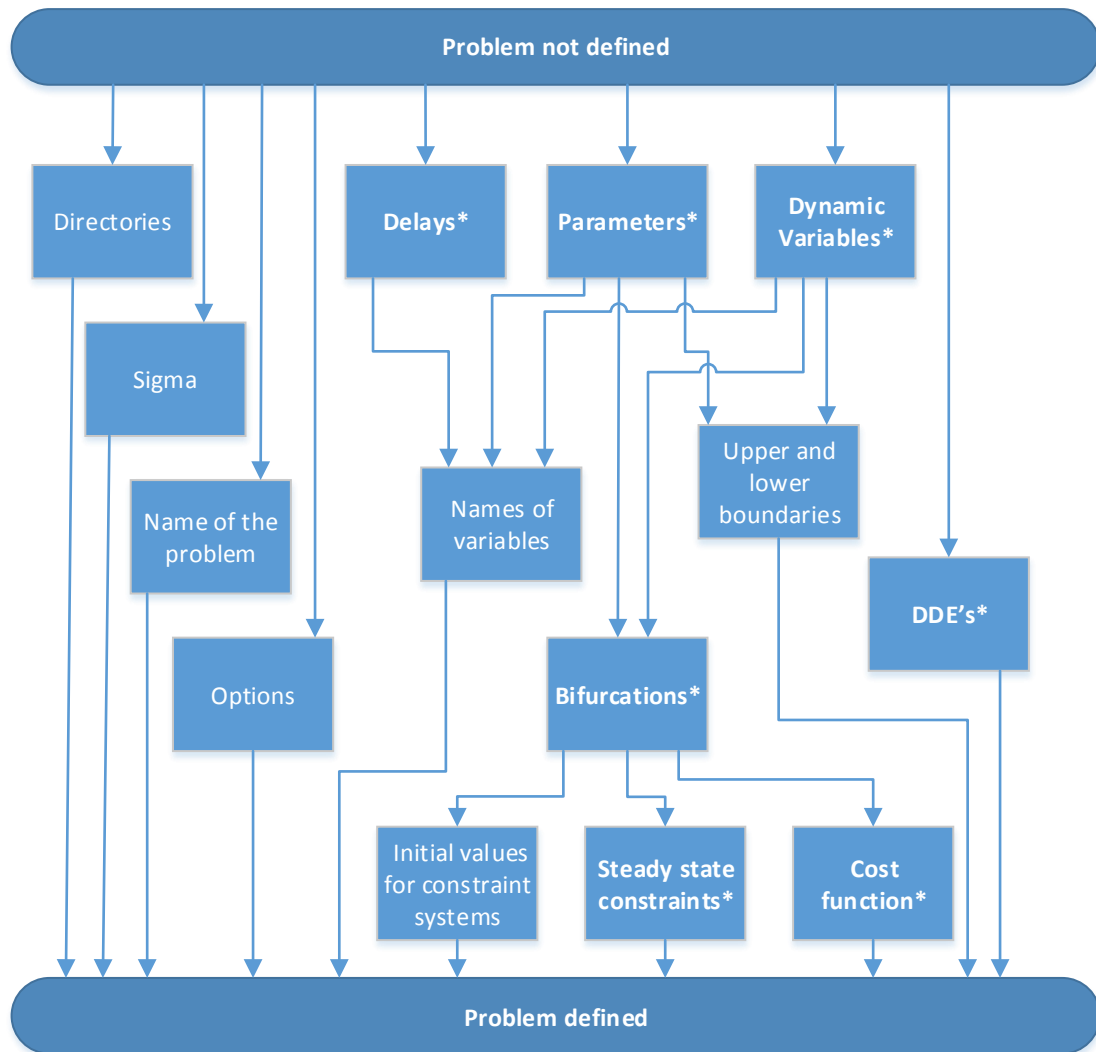 Problem not defined
Directories
Delays*
Parameters*
Dynamic
Variables*
Sigma
Upper and
lower
boundaries
Name of the
problem
Names of
variables
DDE's*
Options
Bifurcations*
Initial values
for constraint
systems
Steady state
constraints*
Cost
function*
Problem defined